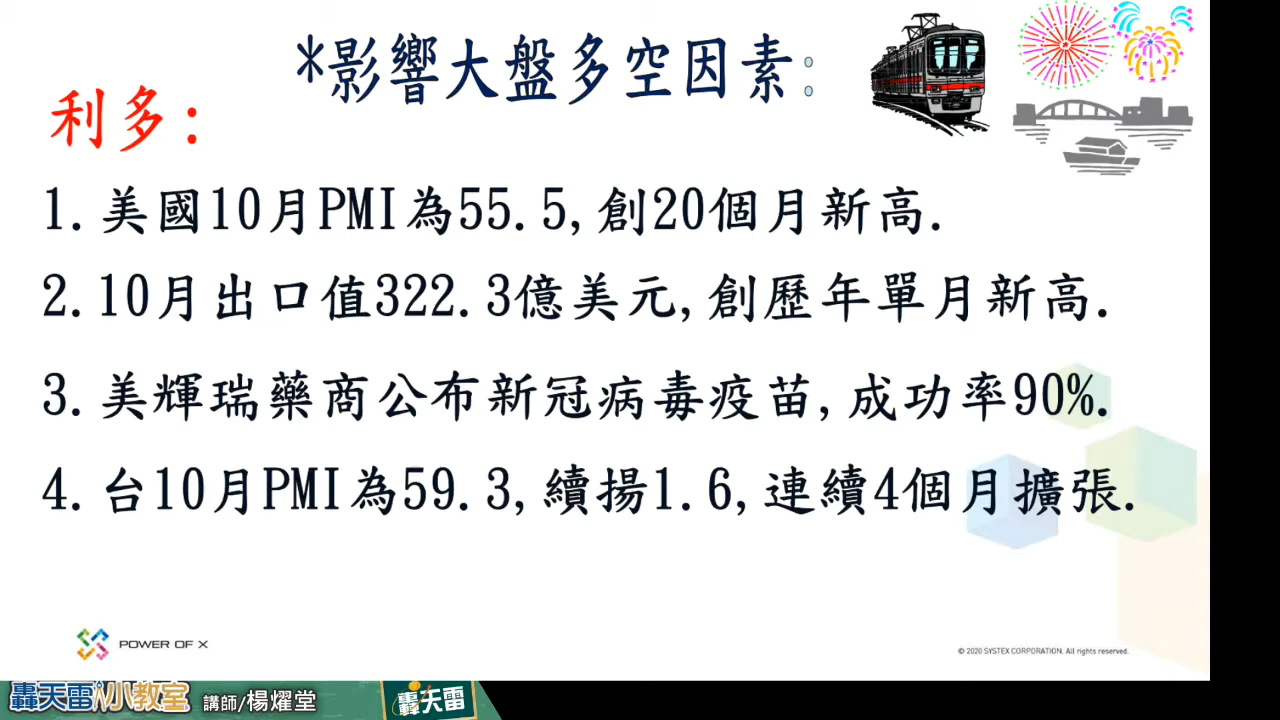 *影響大盤多空因素:
利多:
1.美國10月PMI為55.5,創20個月新高.
2.10月出口值322.3億美元,創歷年單月新高.
3.美輝瑞藥商公布新冠病毒疫苗,成功率90%.
4.台10月PMI為59.3,續揚1.6,連續4個月擴張.
POWER OF X
© 2020 SYSTEX CORPORATION. All rights reserved.
轟天雷小教室 講師/楊燿堂 轟天雷